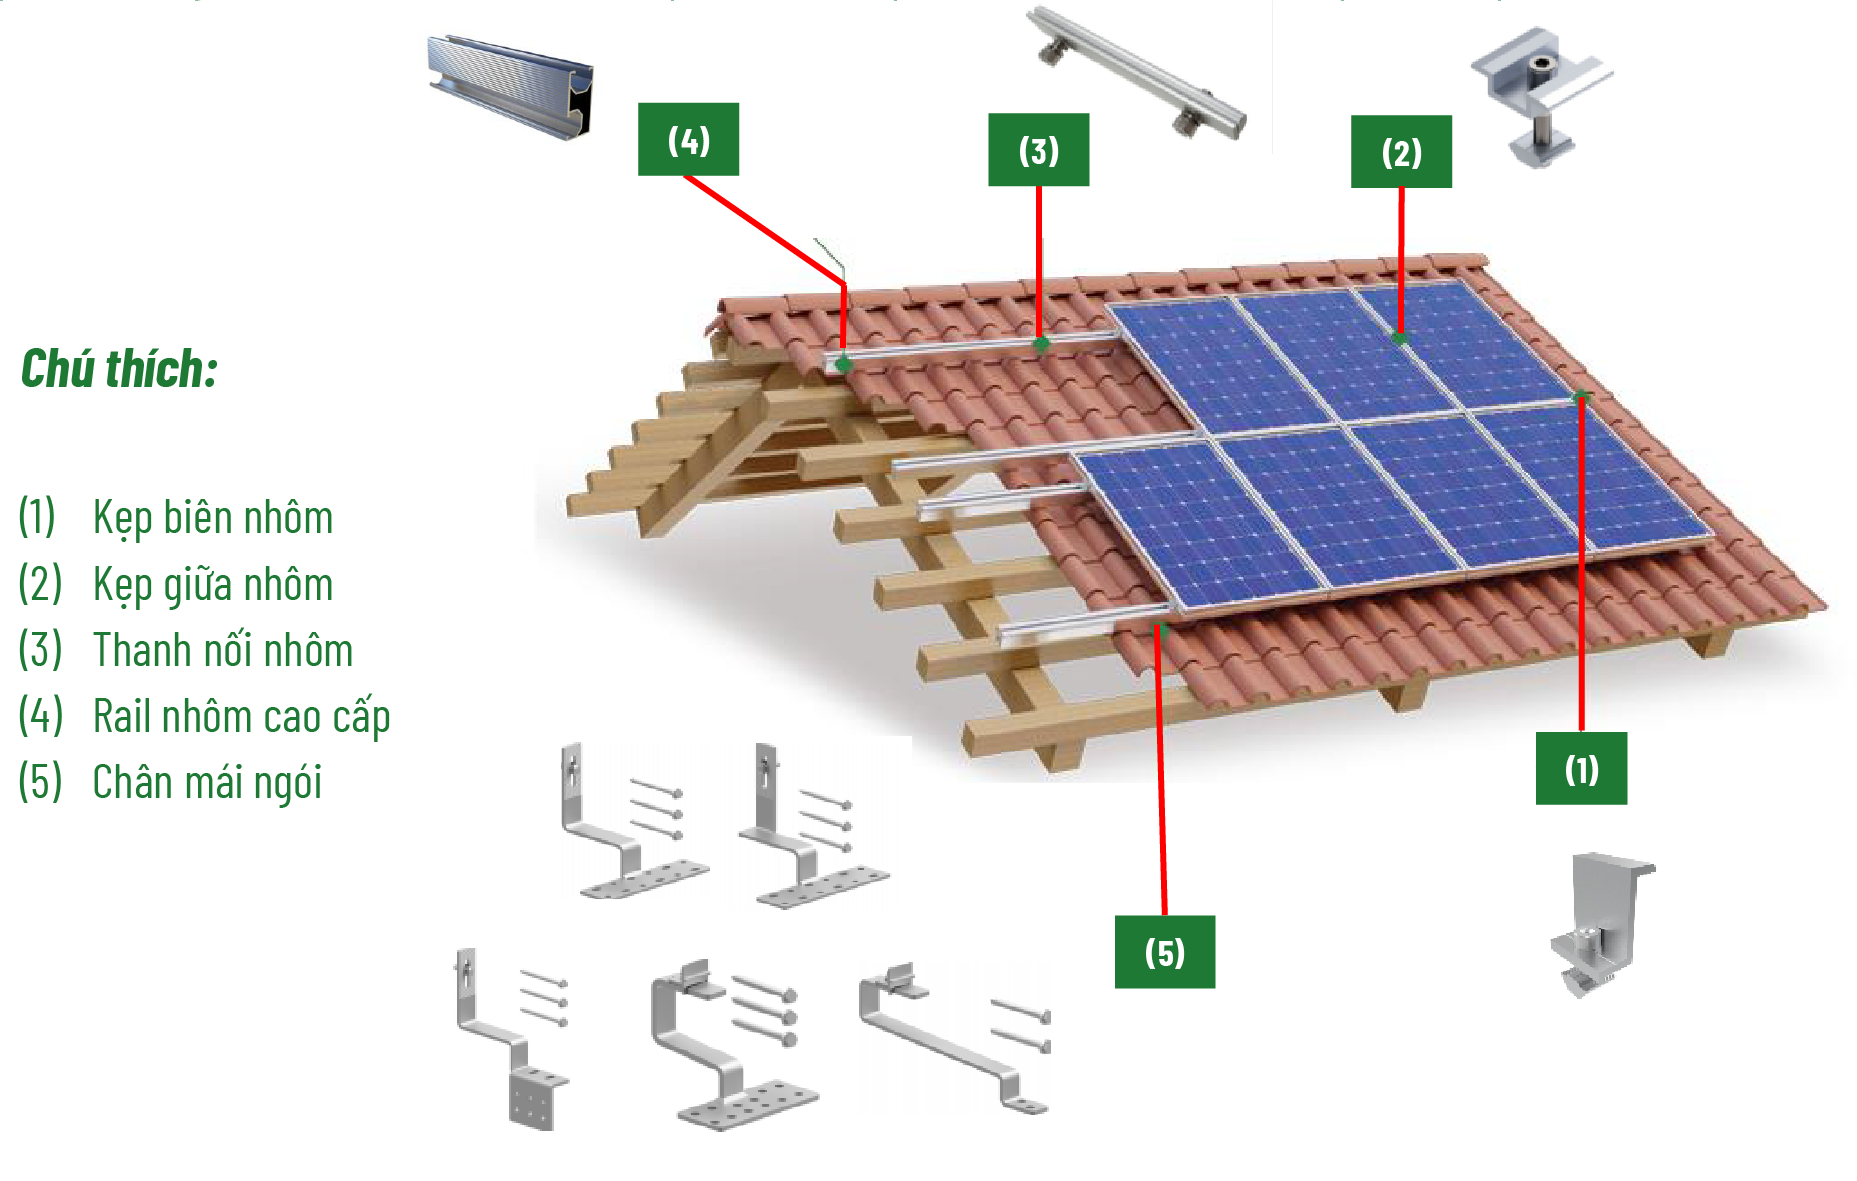 (4)
(3)
(2)
Chú thích:
(1) Kẹp biên nhôm
(2) Kẹp giữa nhôm
(3) Thanh nối nhôm
(4) Rail nhôm cao cấp
(5) Chân mái ngói
(1)
(5)